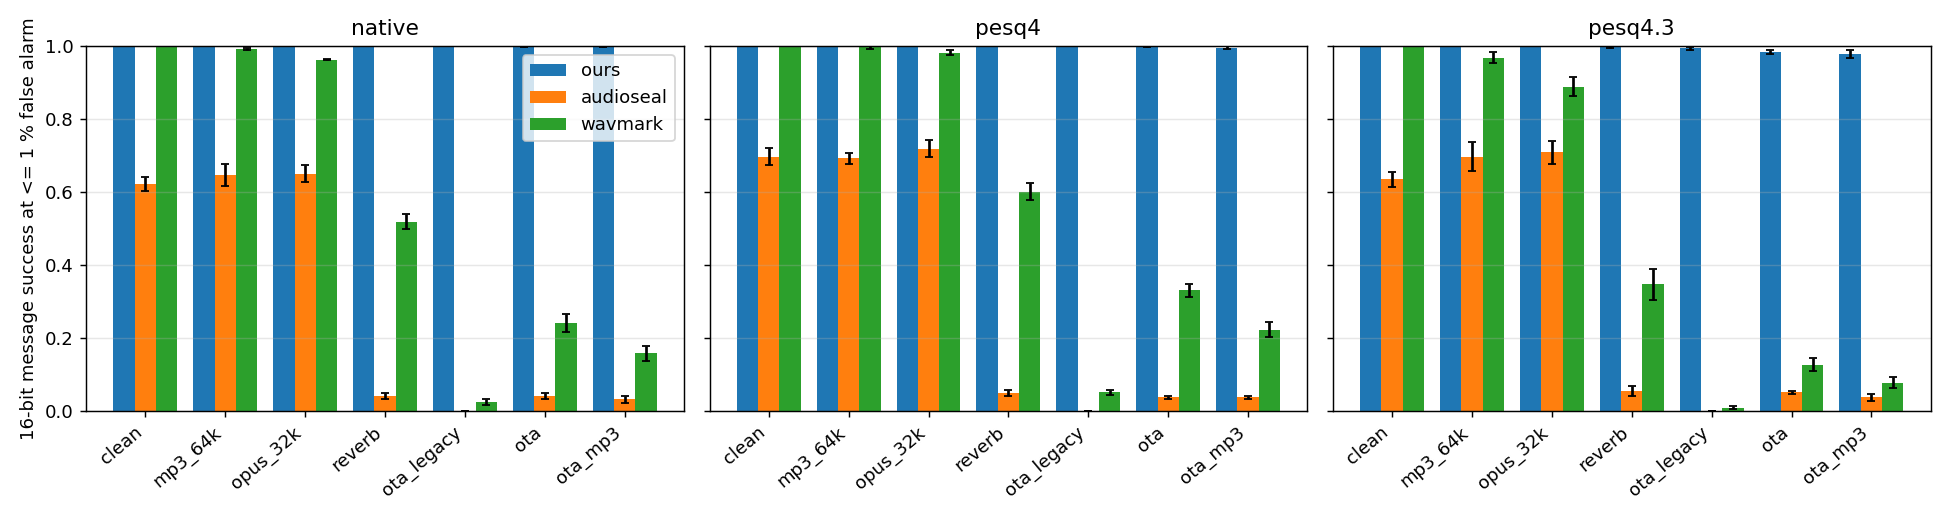 native
pesq4
pesq4.3
16-bit message success at <= 1 % false alarm
1.0
0.8
0.6
0.4
0.2
0.0
ours
audioseal
wavmark
clean
mp3_64k
opus_32k
reverb
ota_legacy
ota
ota_mp3
clean
mp3_64k
opus_32k
reverb
ota_legacy
ota
ota_mp3
clean
mp3_64k
opus_32k
reverb
ota_legacy
ota
ota_mp3